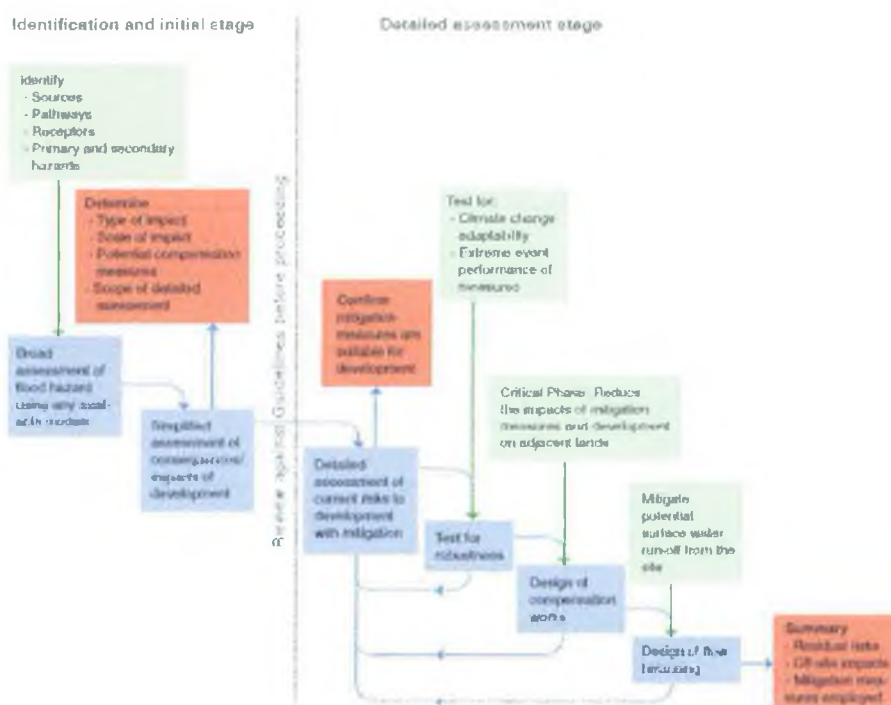 Identification and initial stage
Detailed assessment stage
Identify
- Sources
- Pathways
- Receptors
- Primary and secondary
hazards
Determine
- Type of impact
- Scope of impact
- Potential compensation
measures
- Scope of detailed
assessment
Broad
assessment of
flood hazard
using any
models
Simplified
assessment of
impacts of
development
Review against Guidelines before proceeding
Test for:
- Climate change
adaptability
- Extreme event
performance of
measures
Confirm
mitigation
measures are
suitable for
development
Detailed
assessment of
current risks to
development
with mitigation
Test for
robustness
Critical Phase: Reduce
the impacts of mitigation
measures and development
on adjacent lands
Design of
compensation
works
Mitigate
potential
surface water
run-off from the
site
Design of
Summary
- Residual risks
- Off-site impacts
- Mitigation mea-
sures employed